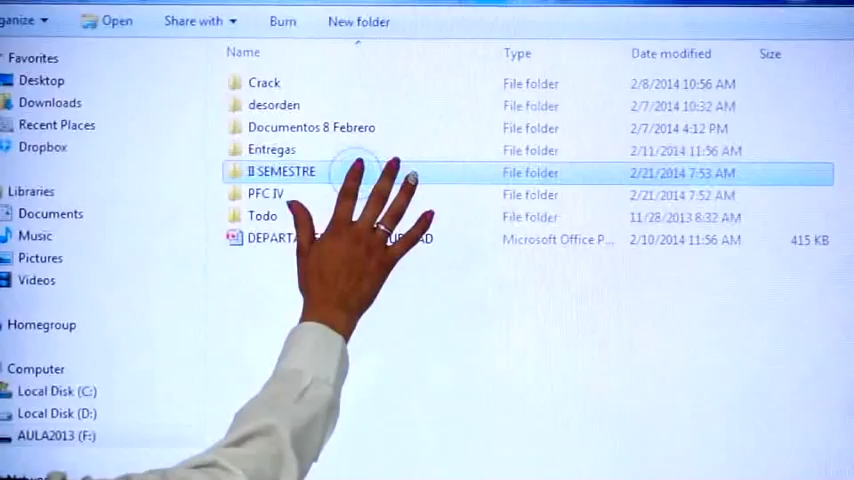 anize Open Share with Burn New folder
Name Type Date modified Size
Favorites
Desktop
Downloads
Recent Places
Dropbox
Libraries
Documents
Music
Pictures
Videos
Homegroup
Computer
Local Disk (C:)
Local Disk (D:)
AULA2013 (F:)
Crack File folder 2/8/2014 10:56 AM
desorden File folder 2/7/2014 10:32 AM
Documentos 8 Febrero File folder 2/7/2014 4:12 PM
Entregas File folder 2/11/2014 11:56 AM
II SEMESTRE File folder 2/21/2014 7:53 AM
PFC IV File folder 2/21/2014 7:52 AM
Todo File folder 11/28/2013 8:32 AM
DEPARTA Microsoft Office P... 2/10/2014 11:56 AM 415 KB